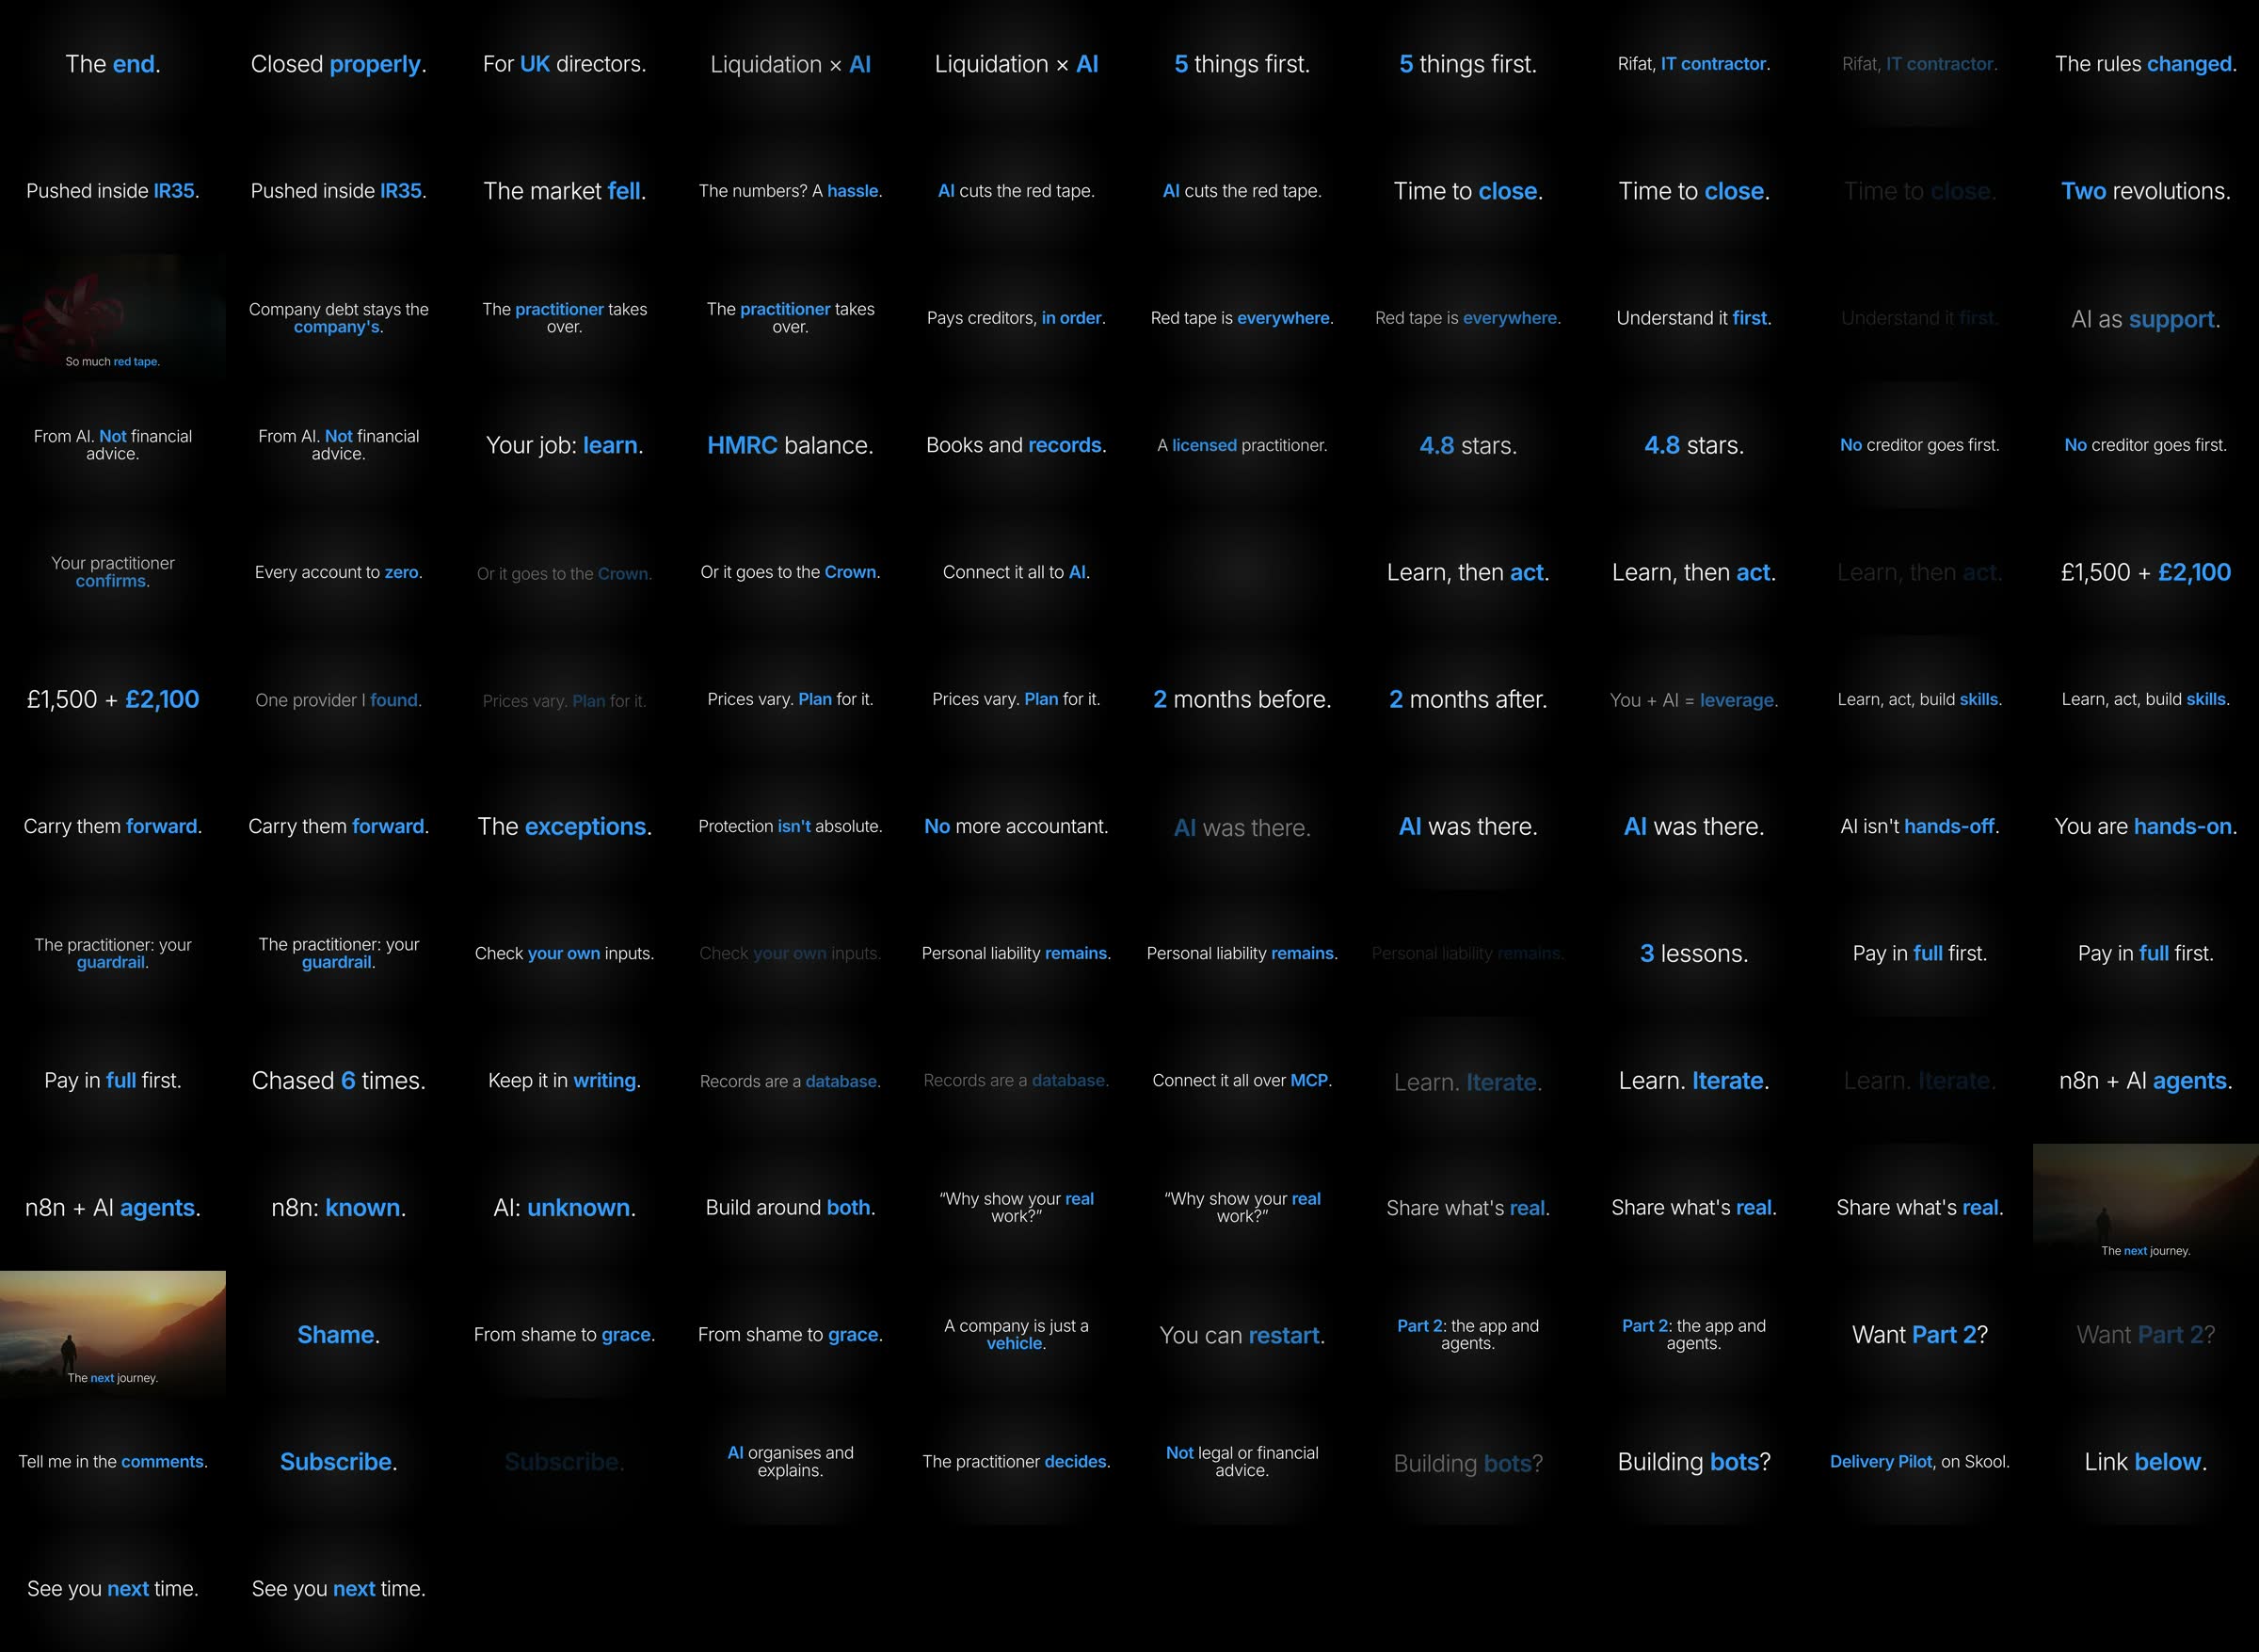 The end.
Closed properly.
For UK directors.
Liquidation × AI
Liquidation × AI
5 things first.
5 things first.
Rifat, IT contractor.
Rifat, IT contractor.
The rules changed.
Pushed inside IR35.
Pushed inside IR35.
The market fell.
The numbers? A hassle.
AI cuts the red tape.
AI cuts the red tape.
Time to close.
Time to close.
Time to close.
Two revolutions.
So much red tape.
Company debt stays the
company's.
The practitioner takes
over.
The practitioner takes
over.
Pays creditors, in order.
Red tape is everywhere.
Red tape is everywhere.
Understand it first.
Understand it first.
AI as support.
From AI. Not financial
advice.
From AI. Not financial
advice.
Your job: learn.
HMRC balance.
Books and records.
A licensed practitioner.
4.8 stars.
4.8 stars.
No creditor goes first.
No creditor goes first.
Your practitioner
confirms.
Every account to zero.
Or it goes to the Crown.
Or it goes to the Crown.
Connect it all to AI.
Learn, then act.
Learn, then act.
Learn, then act.
£1,500 + £2,100
£1,500 + £2,100
One provider I found.
Prices vary. Plan for it.
Prices vary. Plan for it.
Prices vary. Plan for it.
2 months before.
2 months after.
You + AI = leverage.
Learn, act, build skills.
Learn, act, build skills.
Carry them forward.
Carry them forward.
The exceptions.
Protection isn't absolute.
No more accountant.
AI was there.
AI was there.
AI was there.
AI isn't hands-off.
You are hands-on.
The practitioner: your
guardrail.
The practitioner: your
guardrail.
Check your own inputs.
Check your own inputs.
Personal liability remains.
Personal liability remains.
Personal liability remains.
3 lessons.
Pay in full first.
Pay in full first.
Pay in full first.
Chased 6 times.
Keep it in writing.
Records are a database.
Records are a database.
Connect it all over MCP.
Learn. Iterate.
Learn. Iterate.
Learn. Iterate.
n8n + AI agents.
n8n + AI agents.
n8n: known.
AI: unknown.
Build around both.
“Why show your real
work?”
“Why show your real
work?”
Share what's real.
Share what's real.
Share what's real.
The next journey.
The next journey.
Shame.
From shame to grace.
From shame to grace.
A company is just a
vehicle.
You can restart.
Part 2: the app and
agents.
Part 2: the app and
agents.
Want Part 2?
Want Part 2?
Tell me in the comments.
Subscribe.
Subscribe.
AI organises and
explains.
The practitioner decides.
Not legal or financial
advice.
Building bots?
Building bots?
Delivery Pilot, on Skool.
Link below.
See you next time.
See you next time.